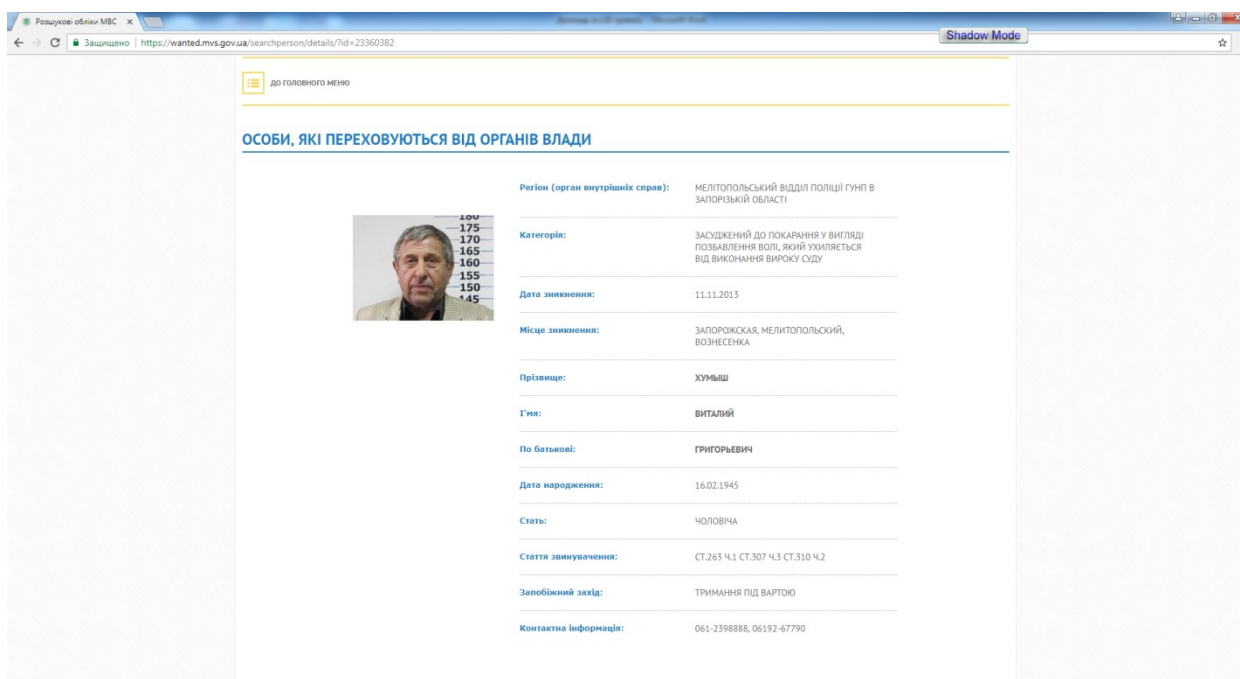 Розшукові обліки МВС
Shadow Mode
Защищено | https://wanted.mvs.gov.ua/searchperson/details/?id=23360382
ДО ГОЛОВНОГО МЕНЮ
ОСОБИ, ЯКІ ПЕРЕХОВУЮТЬСЯ ВІД ОРГАНІВ ВЛАДИ
180
175
170
165
160
155
150
145
Регіон (орган внутрішніх справ):
МЕЛІТОПОЛЬСЬКИЙ ВІДДІЛ ПОЛІЦІЇ ГУНП В
ЗАПОРІЗЬКІЙ ОБЛАСТІ
Категорія:
ЗАСУДЖЕНИЙ ДО ПОКАРАННЯ У ВИГЛЯДІ
ПОЗБАВЛЕННЯ ВОЛІ, ЯКИЙ УХИЛЯЄТЬСЯ
ВІД ВИКОНАННЯ ВИРОКУ СУДУ
Дата зникнення:
11.11.2013
Місце зникнення:
ЗАПОРОЖСКАЯ, МЕЛИТОПОЛЬСКИЙ,
ВОЗНЕСЕНКА
Прізвище:
ХУМЫШ
І'мя:
ВИТАЛИЙ
По батькові:
ГРИГОРЬЕВИЧ
Дата народження:
16.02.1945
Стать:
ЧОЛОВІЧА
Стаття звинувачення:
СТ.263 Ч.1 СТ.307 Ч.3 СТ.310 Ч.2
Запобіжний захід:
ТРИМАННЯ ПІД ВАРТОЮ
Контактна інформація:
061-2398888, 06192-67790